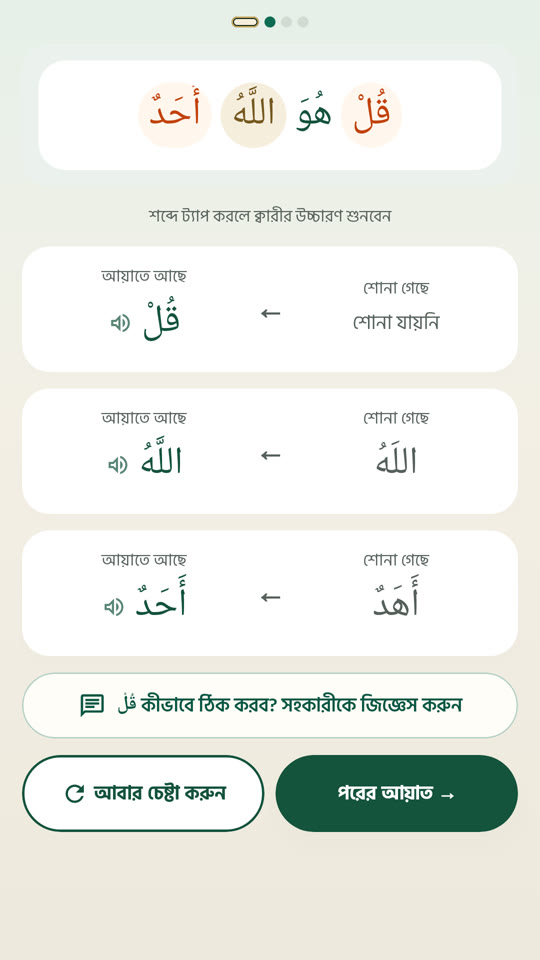 قُلْ هُوَ اللَّهُ أَحَدٌ
শব্দে ট্যাপ করলে ক্বারীর উচ্চারণ শুনবেন
আয়াতে আছে
قُلْ
←
শোনা গেছে
শোনা যায়নি
আয়াতে আছে
اللَّهُ
←
শোনা গেছে
اللَهُ
আয়াতে আছে
أَحَدٌ
←
শোনা গেছে
أَهَدٌ
قُلْ কীভাবে ঠিক করব? সহকারীকে জিজ্ঞেস করুন
আবার চেষ্টা করুন
পরের আয়াত →